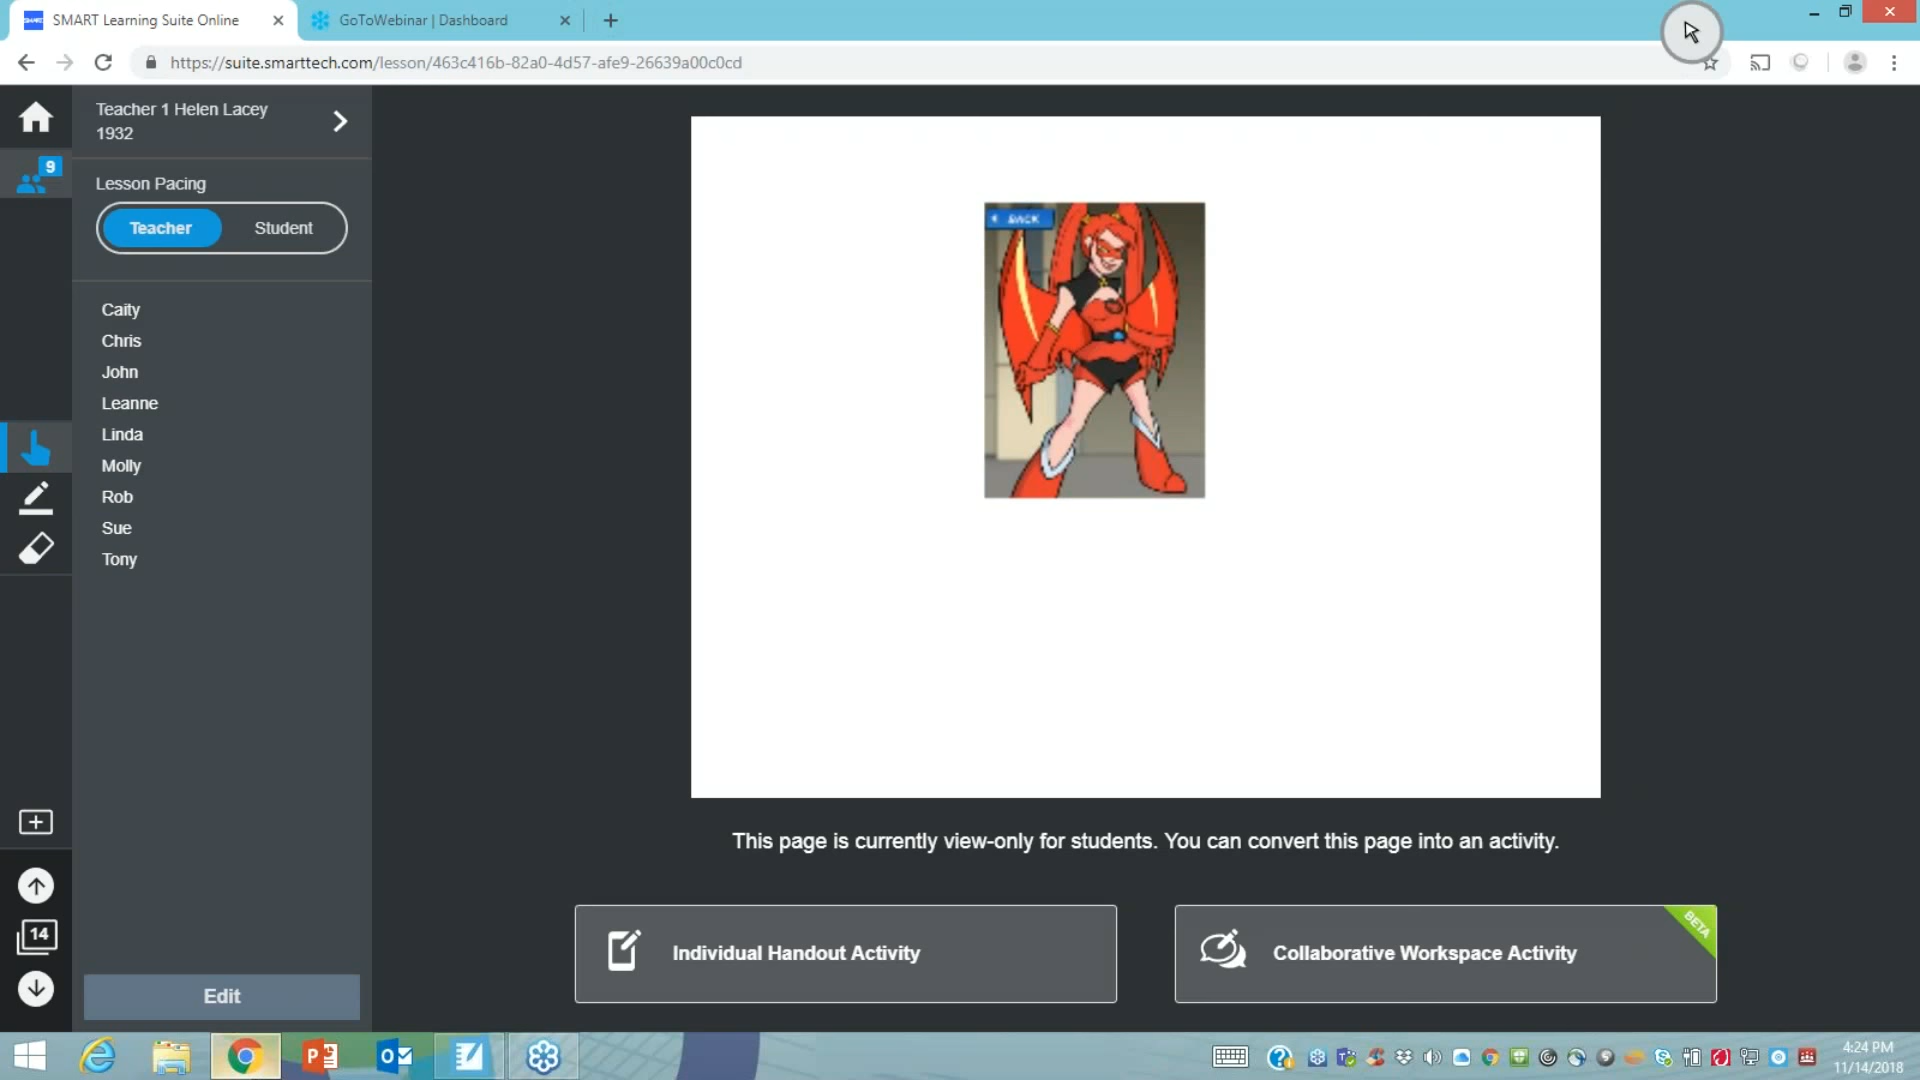 SMART Learning Suite Online
GoToWebinar | Dashboard
https://suite.smarttech.com/lesson/463c416b-82a0-4d57-afe9-26639a00c0cd
Teacher 1 Helen Lacey
1932
9
Lesson Pacing
Teacher
Student
Caity
Chris
John
Leanne
Linda
Molly
Rob
Sue
Tony
BACK
This page is currently view-only for students. You can convert this page into an activity.
14
Individual Handout Activity
Collaborative Workspace Activity
BETA
Edit
4:24 PM
11/14/2018